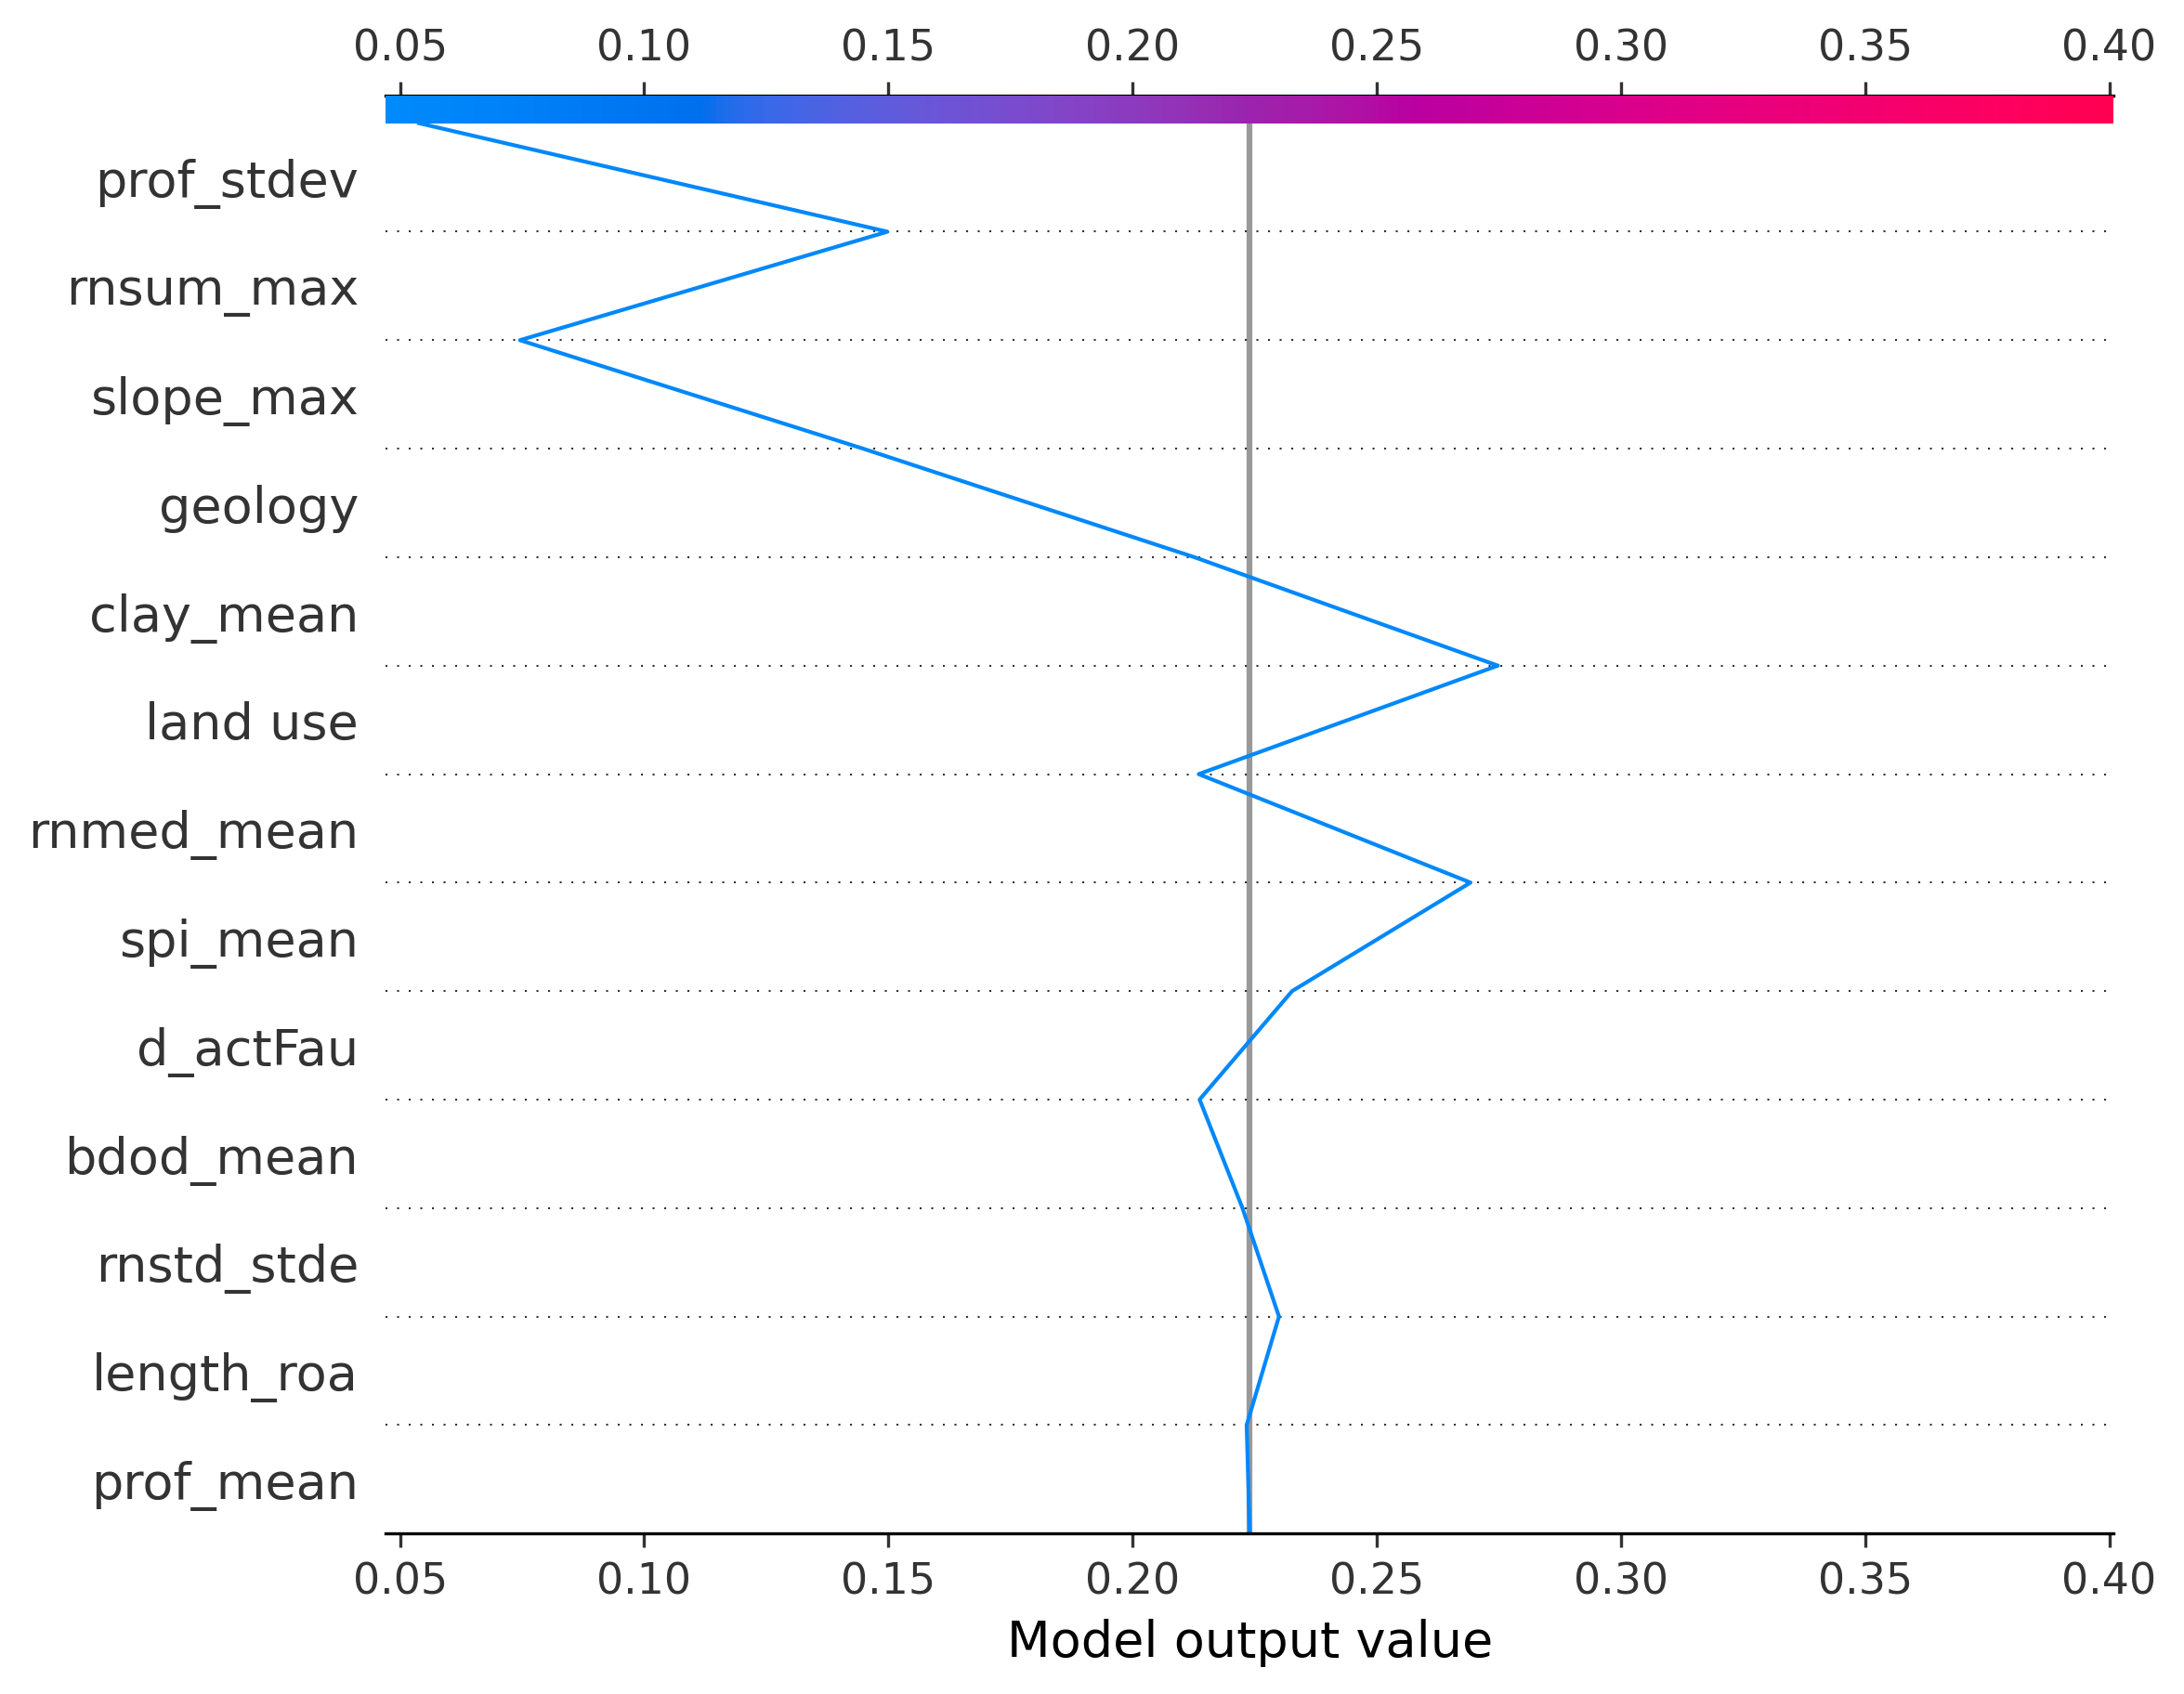 0.05 0.10 0.15 0.20 0.25 0.30 0.35 0.40
prof_stdev
rnsum_max
slope_max
geology
clay_mean
land use
rnmed_mean
spi_mean
d_actFau
bdod_mean
rnstd_stde
length_roa
prof_mean
0.05 0.10 0.15 0.20 0.25 0.30 0.35 0.40
Model output value